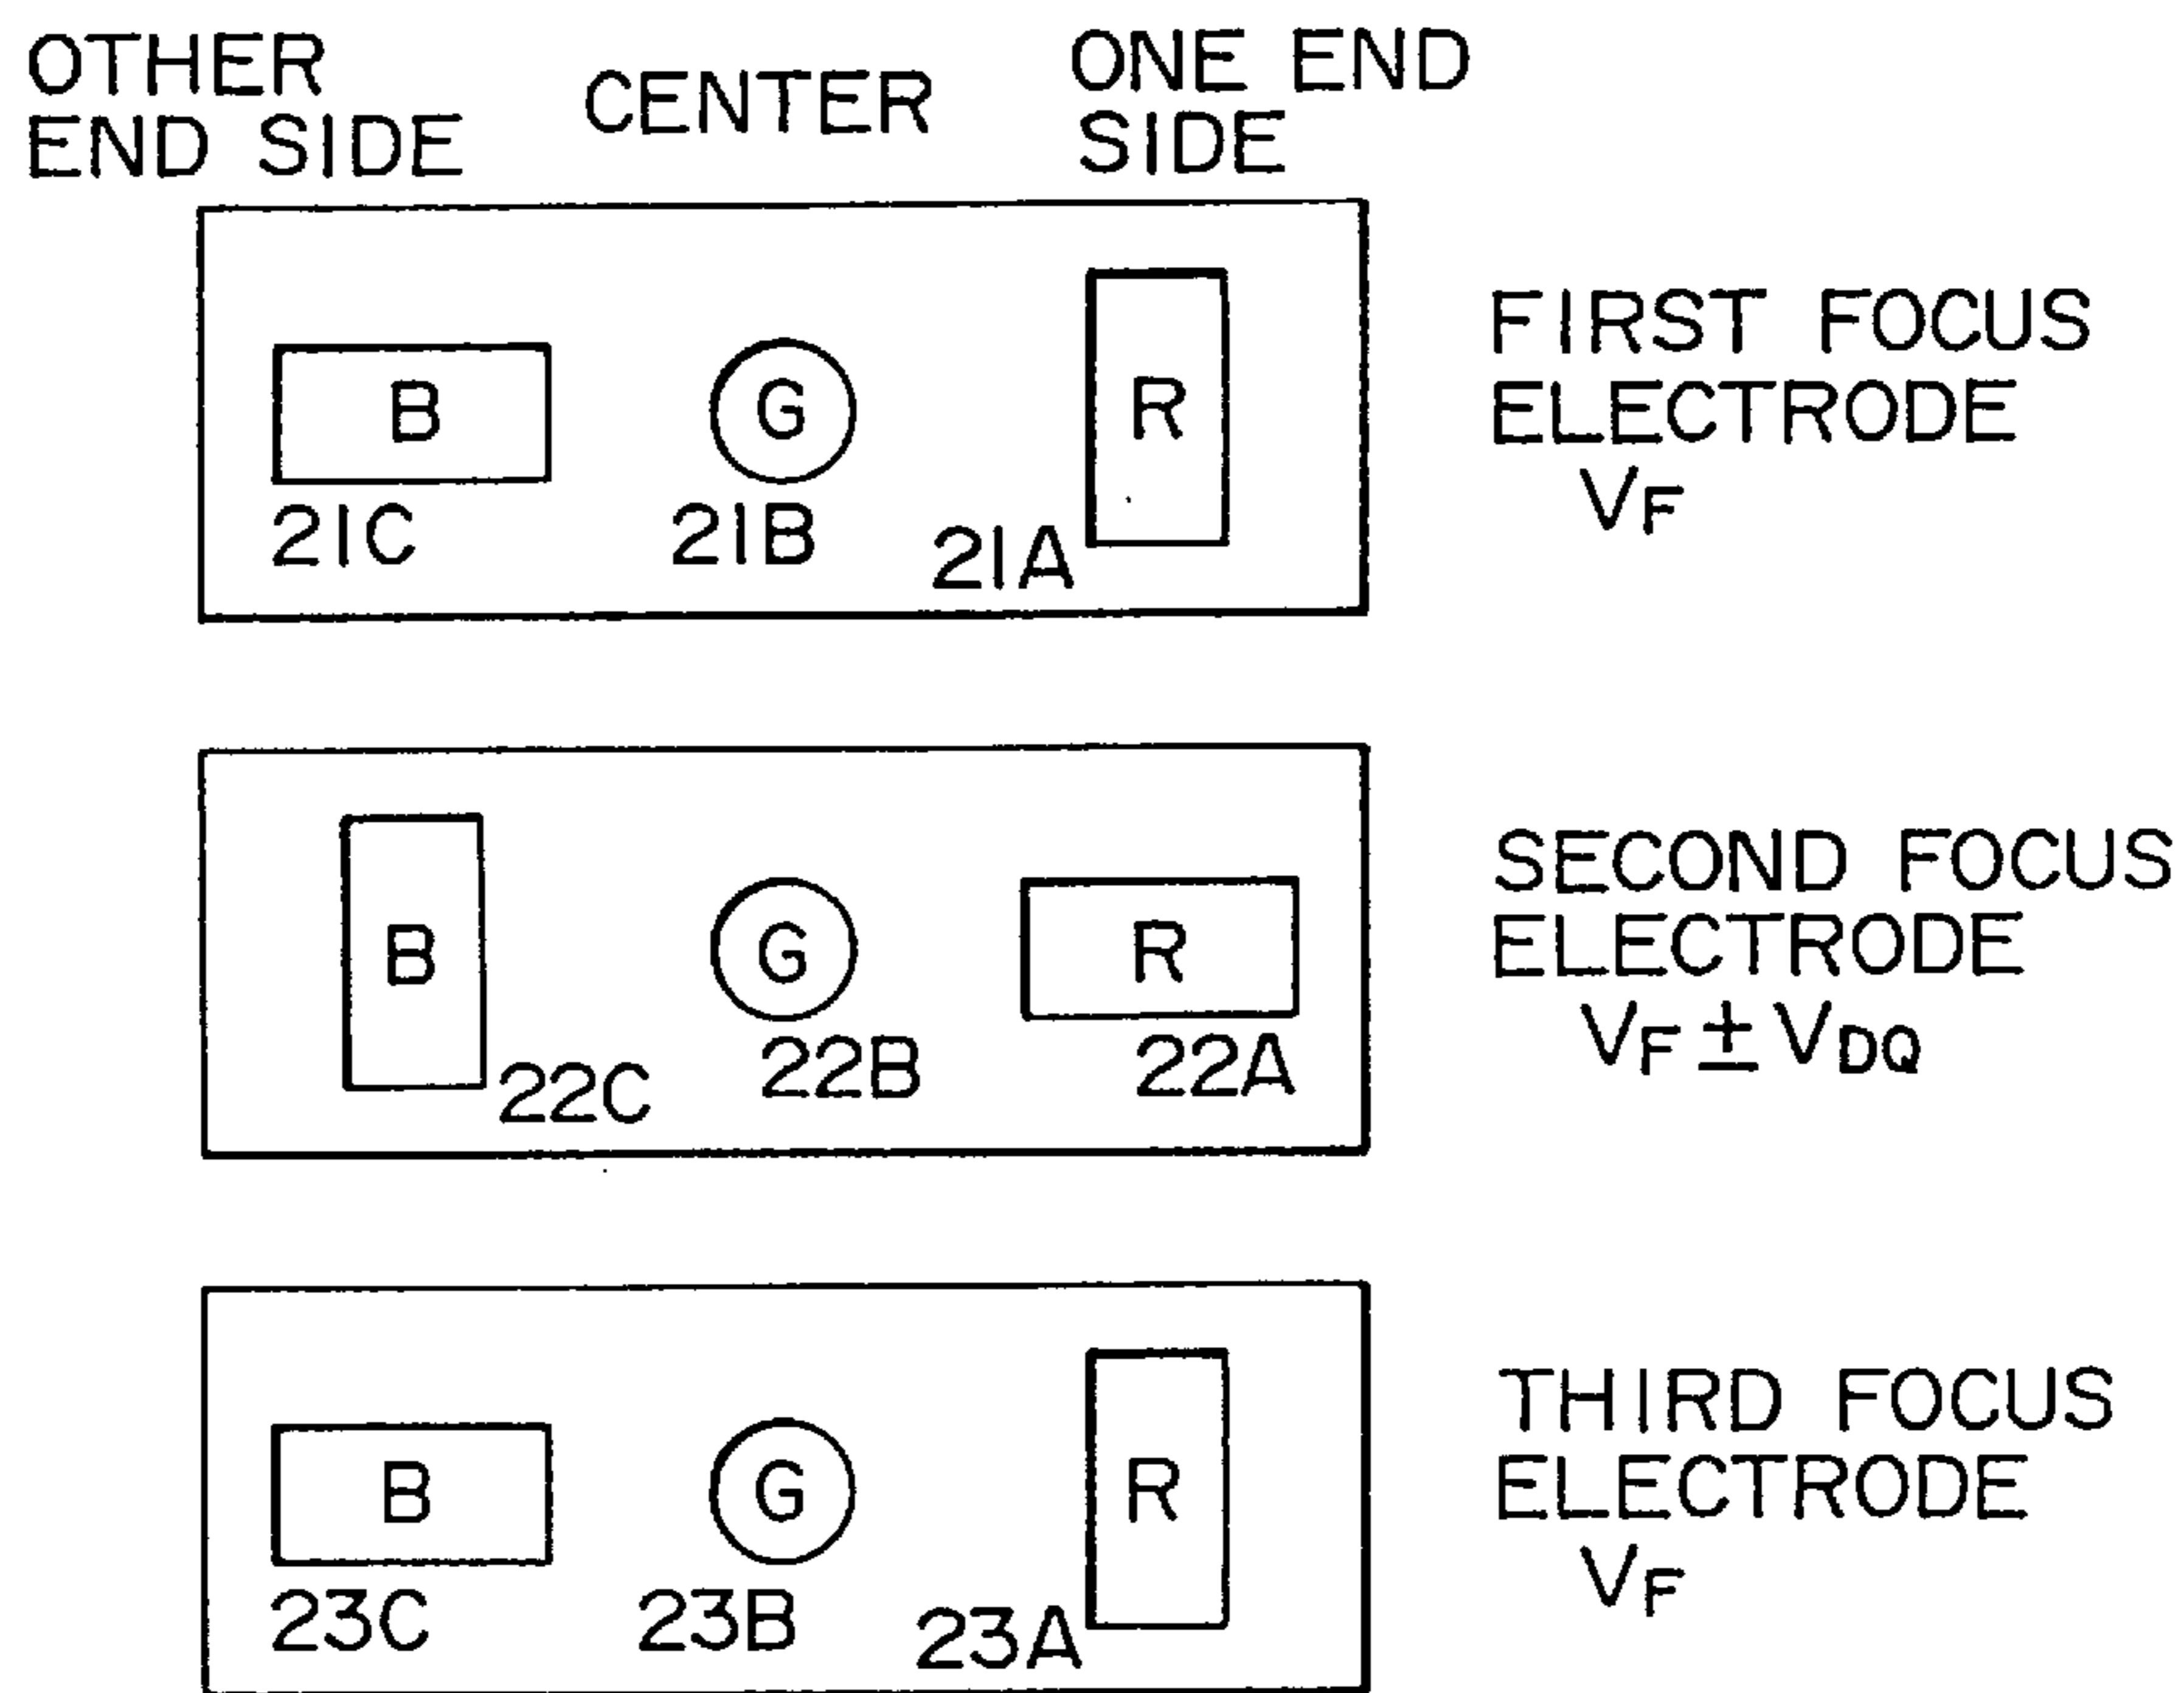 OTHER
END SIDE
CENTER
ONE END
SIDE
B
G
R
21C
21B
21A
FIRST FOCUS
ELECTRODE
VF
B
G
R
22C
22B
22A
SECOND FOCUS
ELECTRODE
VF ± VDQ
B
G
R
23C
23B
23A
THIRD FOCUS
ELECTRODE
VF